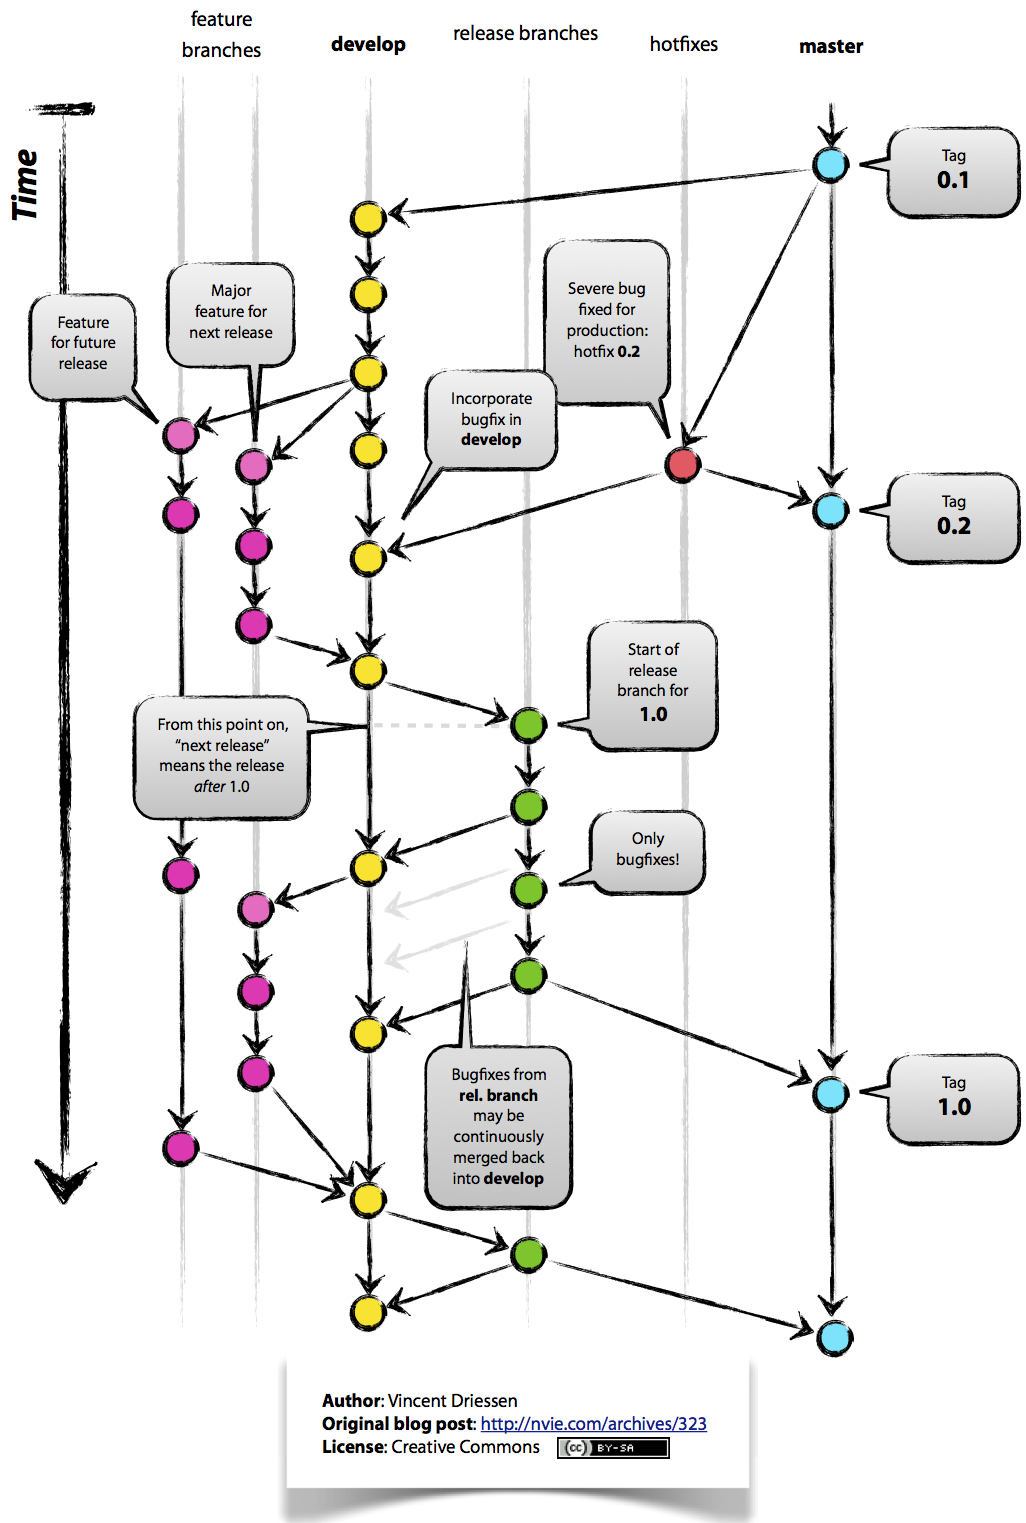 feature
branches
develop
release branches
hotfixes
master
Time
Tag
0.1
Severe bug
fixed for
production:
hotfix 0.2
Major
feature for
next release
Feature
for future
release
Incorporate
bugfix in
develop
Tag
0.2
Start of
release
branch for
1.0
From this point on,
“next release”
means the release
after 1.0
Only
bugfixes!
Bugfixes from
rel. branch
may be
continuously
merged back
into develop
Tag
1.0
Author: Vincent Driessen
Original blog post: http://nvie.com/archives/323
License: Creative Commons
(cc) BY-SA